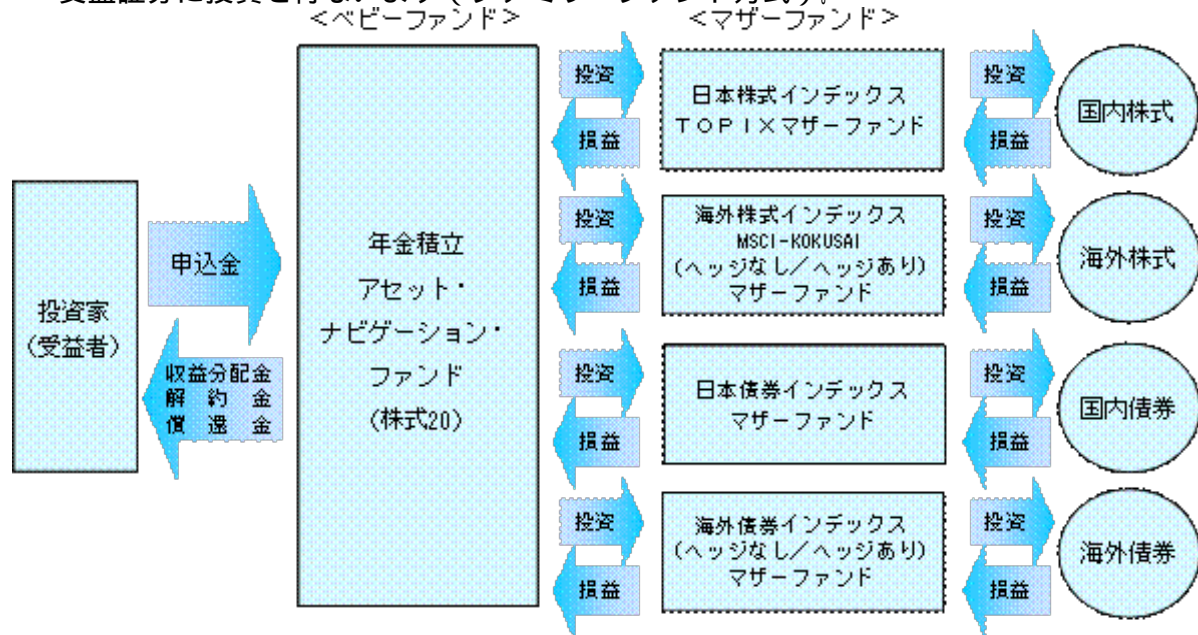 <ベビーファンド>
<マザーファンド>
投資家
(受益者)
申込金
収益分配金
解約金
償還金
年金積立
アセット・
ナビゲーション・
ファンド
(株式20)
投資
損益
日本株式インデックス
TOPIXマザーファンド
投資
損益
国内株式
投資
損益
海外株式インデックス
MSCI-KOKUSAI
(ヘッジなし/ヘッジあり)
マザーファンド
投資
損益
海外株式
投資
損益
日本債券インデックス
マザーファンド
投資
損益
国内債券
投資
損益
海外債券インデックス
(ヘッジなし/ヘッジあり)
マザーファンド
投資
損益
海外債券